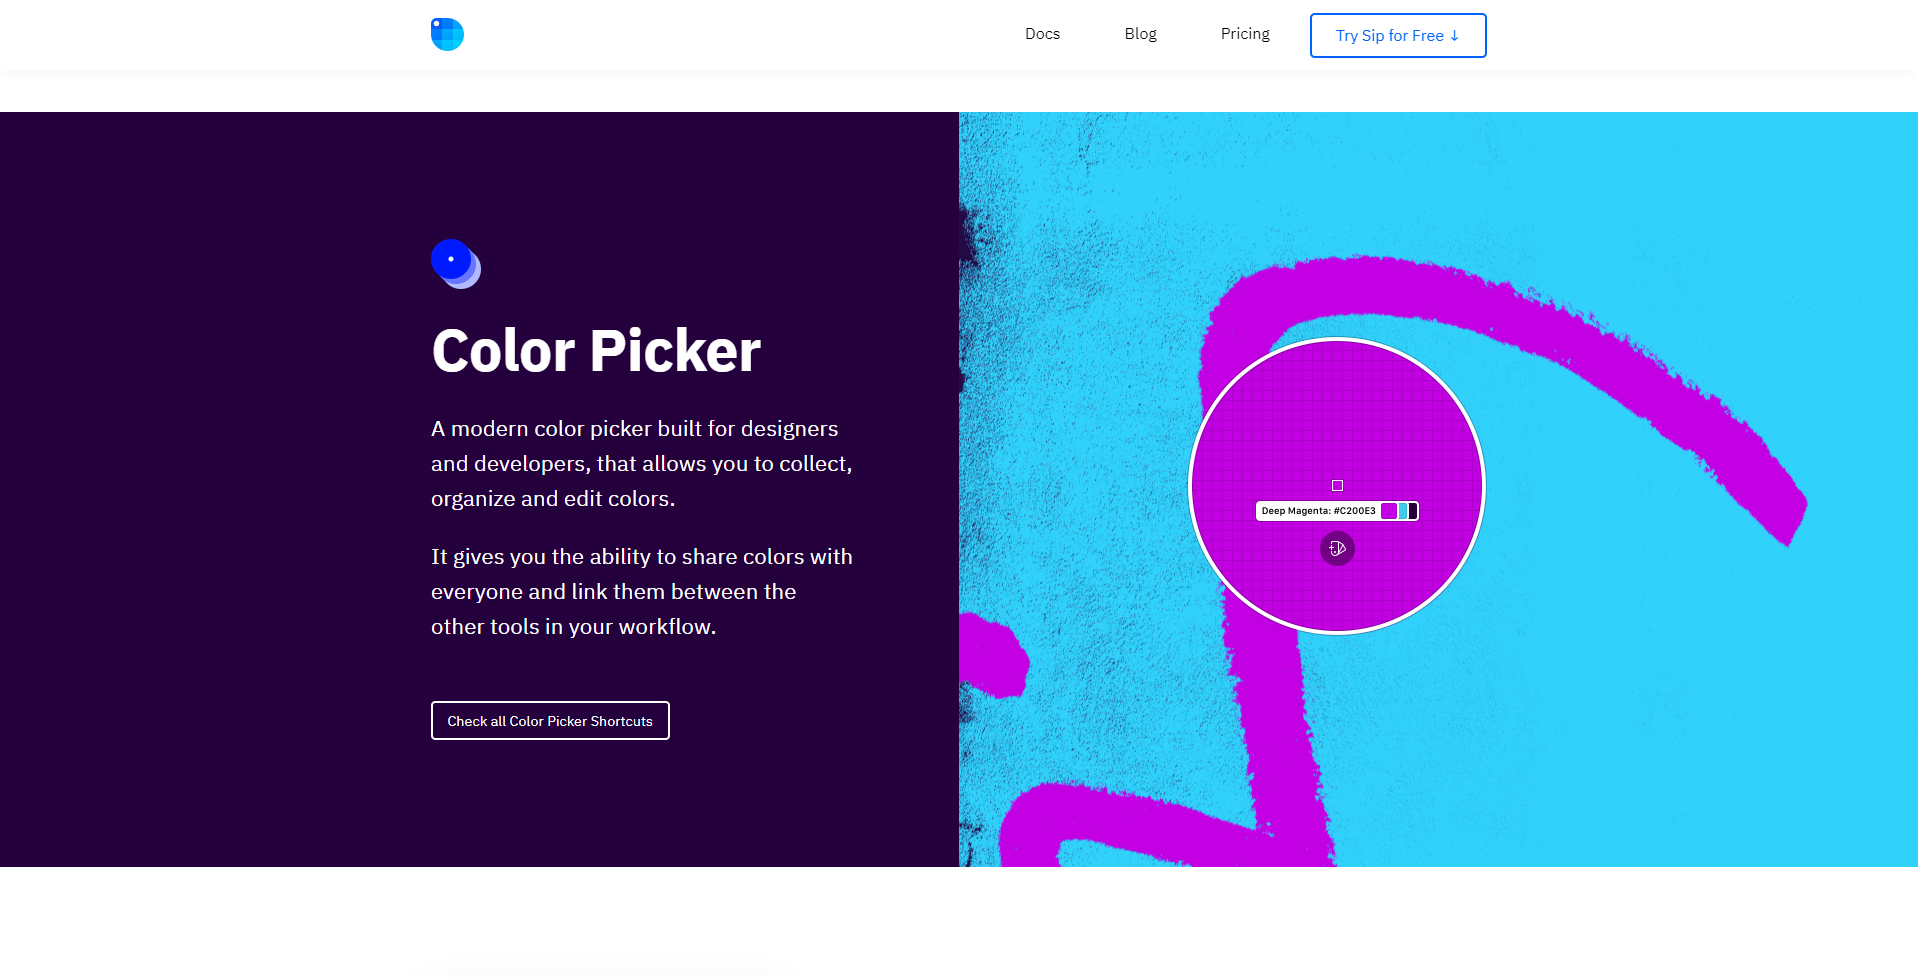 Docs
Blog
Pricing
Try Sip for Free ↓
Color Picker
A modern color picker built for designers
and developers, that allows you to collect,
organize and edit colors.
It gives you the ability to share colors with
everyone and link them between the
other tools in your workflow.
Check all Color Picker Shortcuts
Deep Magenta: #C200E3